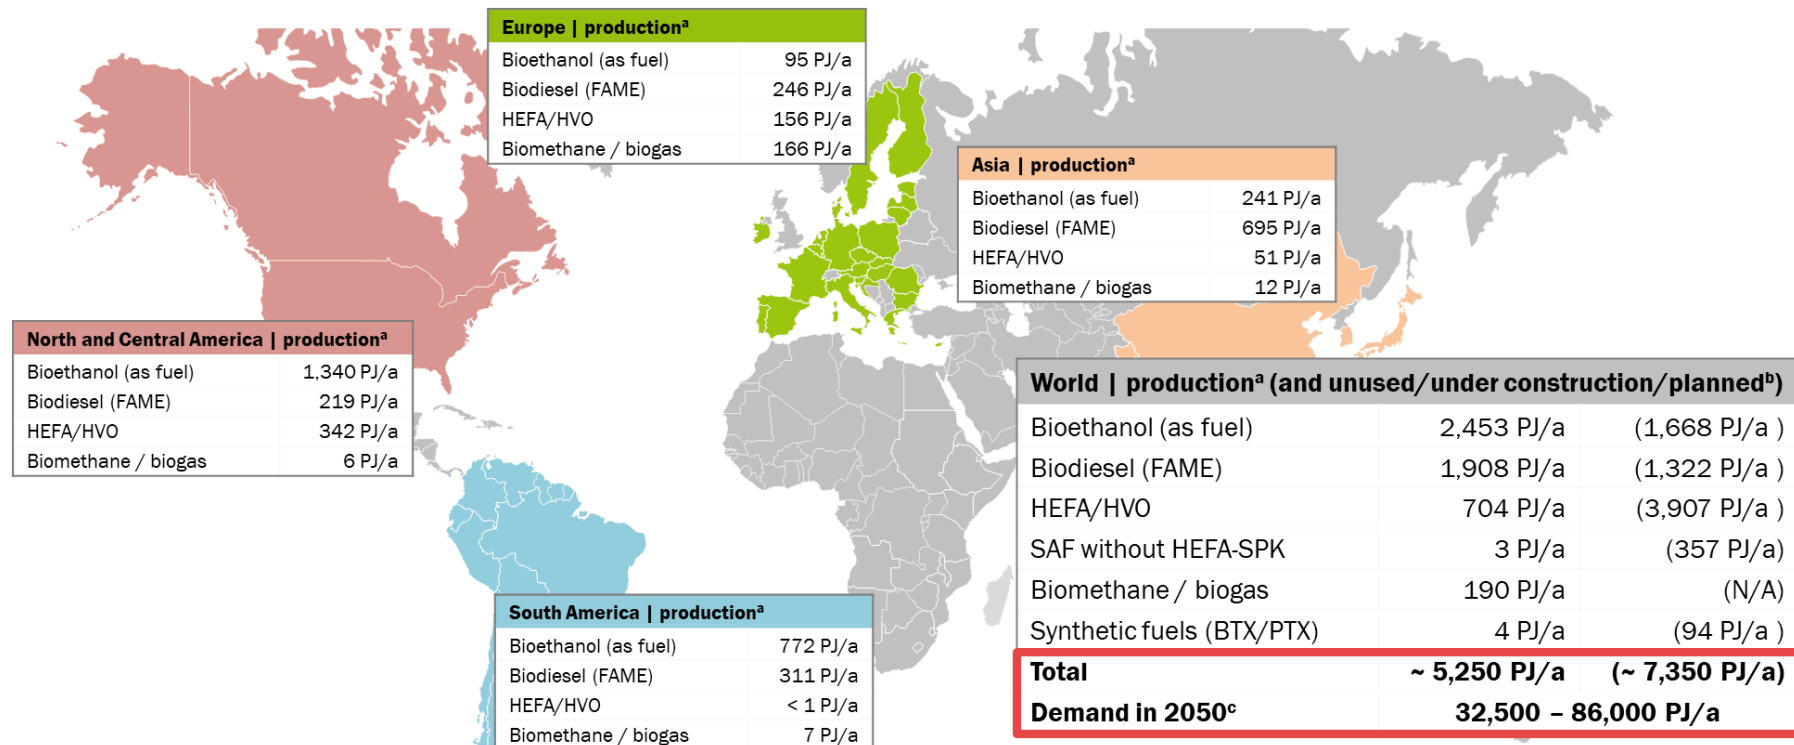 Europe | productionª
Bioethanol (as fuel) 95 PJ/a
Biodiesel (FAME) 246 PJ/a
HEFA/HVO 156 PJ/a
Biomethane / biogas 166 PJ/a
Asia | productionª
Bioethanol (as fuel) 241 PJ/a
Biodiesel (FAME) 695 PJ/a
HEFA/HVO 51 PJ/a
Biomethane / biogas 12 PJ/a
North and Central America | productionª
Bioethanol (as fuel) 1,340 PJ/a
Biodiesel (FAME) 219 PJ/a
HEFA/HVO 342 PJ/a
Biomethane / biogas 6 PJ/a
World | productionª (and unused/under construction/plannedᵇ)
Bioethanol (as fuel) 2,453 PJ/a (1,668 PJ/a )
Biodiesel (FAME) 1,908 PJ/a (1,322 PJ/a )
HEFA/HVO 704 PJ/a (3,907 PJ/a )
SAF without HEFA-SPK 3 PJ/a (357 PJ/a)
Biomethane / biogas 190 PJ/a (N/A)
Synthetic fuels (BTX/PTX) 4 PJ/a (94 PJ/a )
Total ~ 5,250 PJ/a (~ 7,350 PJ/a)
Demand in 2050ᶜ 32,500 – 86,000 PJ/a
South America | productionª
Bioethanol (as fuel) 772 PJ/a
Biodiesel (FAME) 311 PJ/a
HEFA/HVO < 1 PJ/a
Biomethane / biogas 7 PJ/a